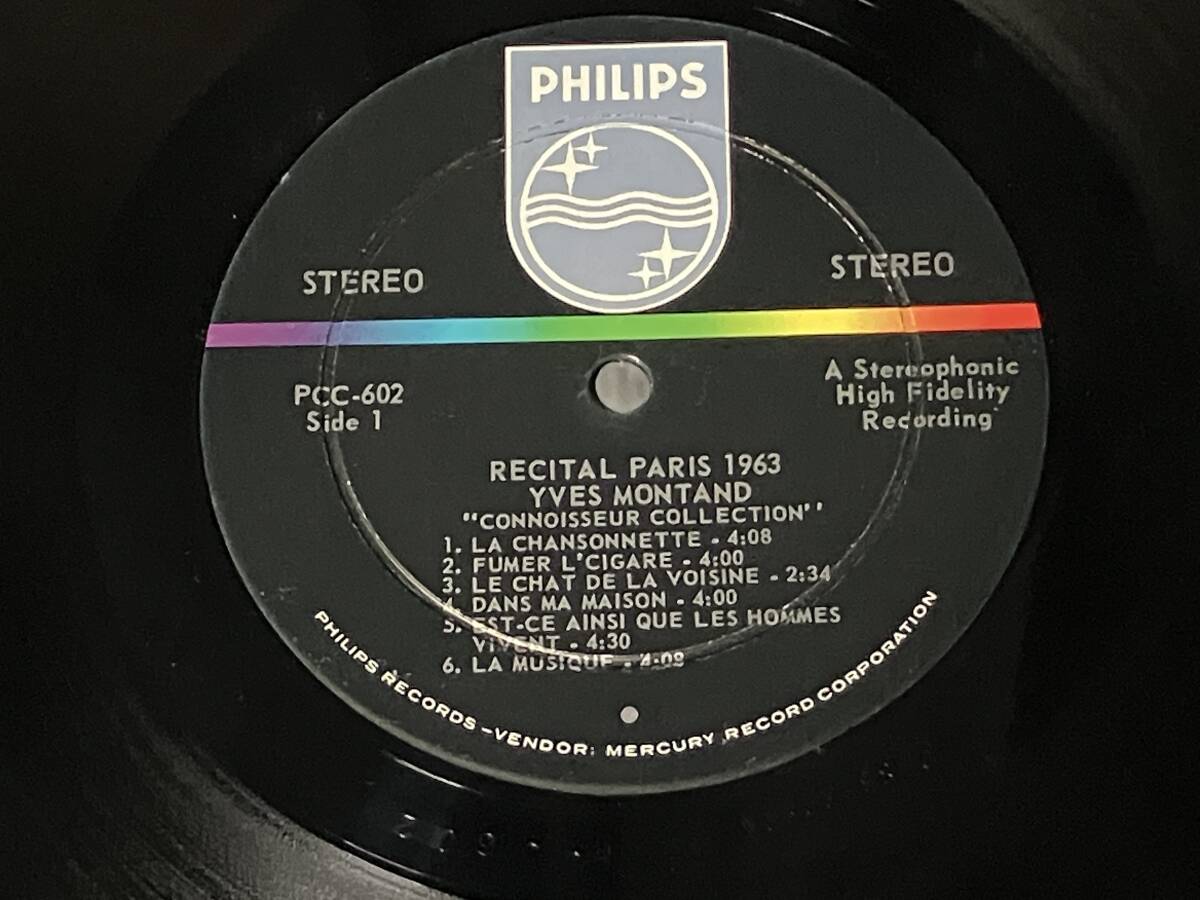 PHILIPS
STEREO
STEREO
PCC-602
Side 1
A Stereophonic
High Fidelity
Recording
RECITAL PARIS 1963
YVES MONTAND
"CONNOISSEUR COLLECTION"
1. LA CHANSONNETTE - 4:08
2. FUMER L'CIGARE - 4:00
3. LE CHAT DE LA VOISINE - 2:34
4. DANS MA MAISON - 4:00
5. EST-CE AINSI QUE LES HOMMES
VIVENT - 4:30
6. LA MUSIQUE - 4:08
PHILIPS RECORDS—VENDOR: MERCURY RECORD CORPORATION